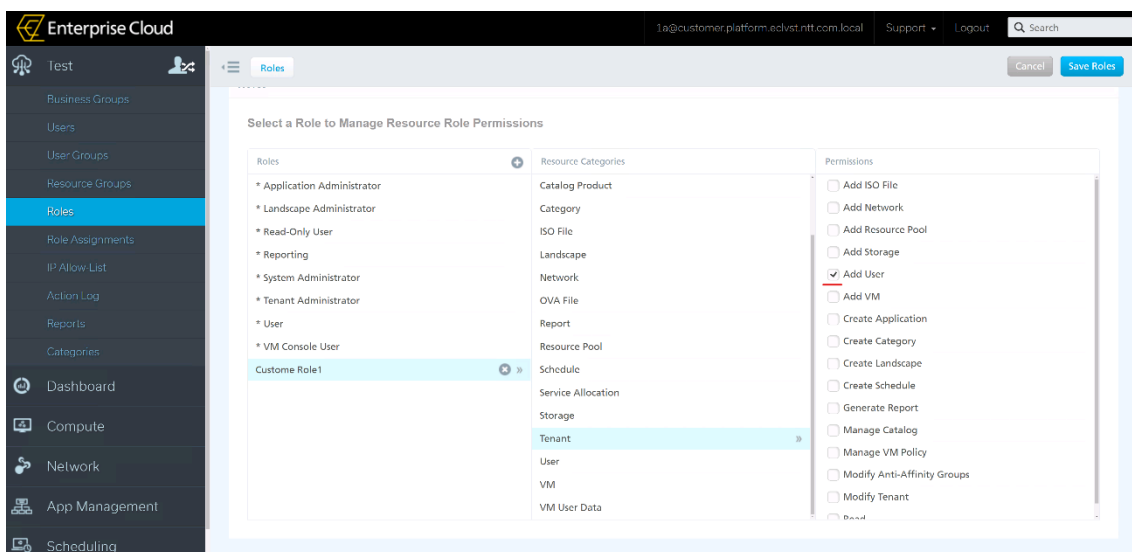 Enterprise Cloud
1a@customer.platform.eclvst.ntt.com.local
Support
Logout
Search
Test
Business Groups
Users
User Groups
Resource Groups
Roles
Role Assignments
IP Allow-List
Action Log
Reports
Categories
Dashboard
Compute
Network
App Management
Scheduling
Roles
Cancel
Save Roles
Select a Role to Manage Resource Role Permissions
Roles
* Application Administrator
* Landscape Administrator
* Read-Only User
* Reporting
* System Administrator
* Tenant Administrator
* User
* VM Console User
Custome Role1
Resource Categories
Catalog Product
Category
ISO File
Landscape
Network
OVA File
Report
Resource Pool
Schedule
Service Allocation
Storage
Tenant
User
VM
VM User Data
Permissions
Add ISO File
Add Network
Add Resource Pool
Add Storage
Add User
Add VM
Create Application
Create Category
Create Landscape
Create Schedule
Generate Report
Manage Catalog
Manage VM Policy
Modify Anti-Affinity Groups
Modify Tenant
Read